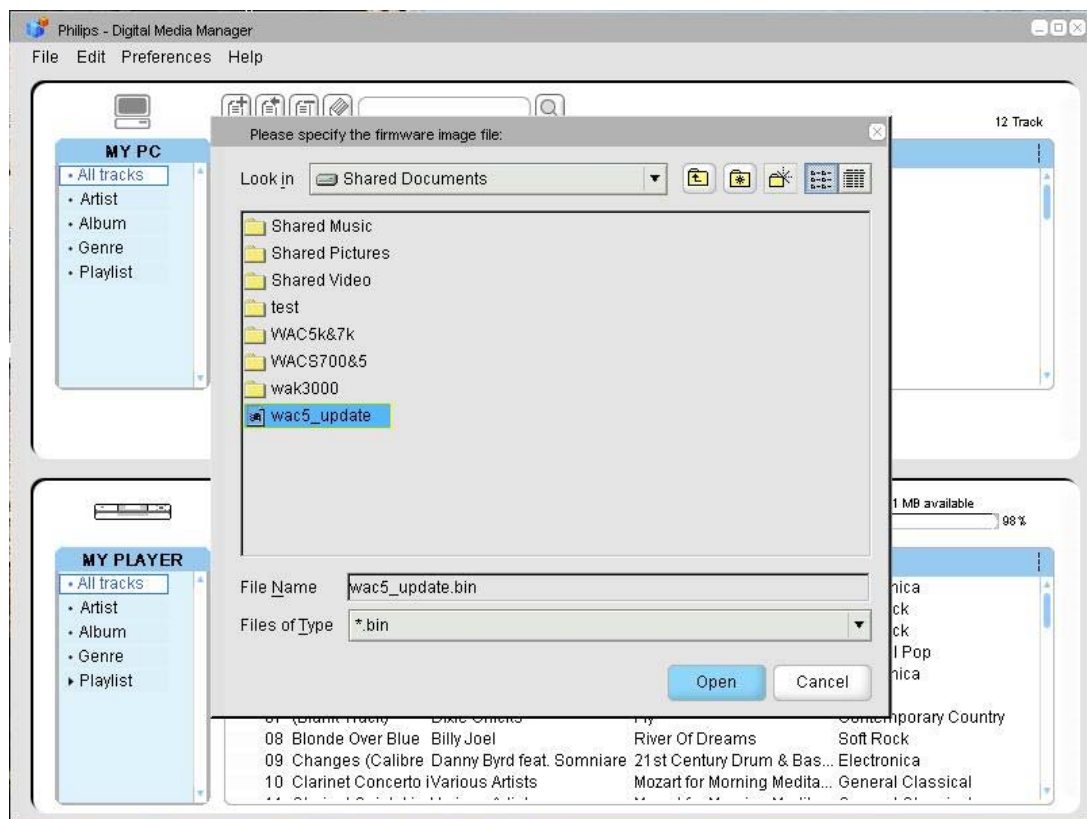 Philips - Digital Media Manager
File Edit Preferences Help
12 Track
MY PC
All tracks
Artist
Album
Genre
Playlist
Please specify the firmware image file:
Look in Shared Documents
Shared Music
Shared Pictures
Shared Video
test
WAC5k&7k
WACS700&5
wak3000
wac5_update
File Name wac5_update.bin
Files of Type *.bin
Open Cancel
1 MB available
98%
MY PLAYER
All tracks
Artist
Album
Genre
Playlist
nica
ck
ck
l Pop
nica
08 Blonde Over Blue Billy Joel River Of Dreams Soft Rock
09 Changes (Calibre Danny Byrd feat. Somniare 21st Century Drum & Bas... Electronica
10 Clarinet Concerto i Various Artists Mozart for Morning Medita... General Classical